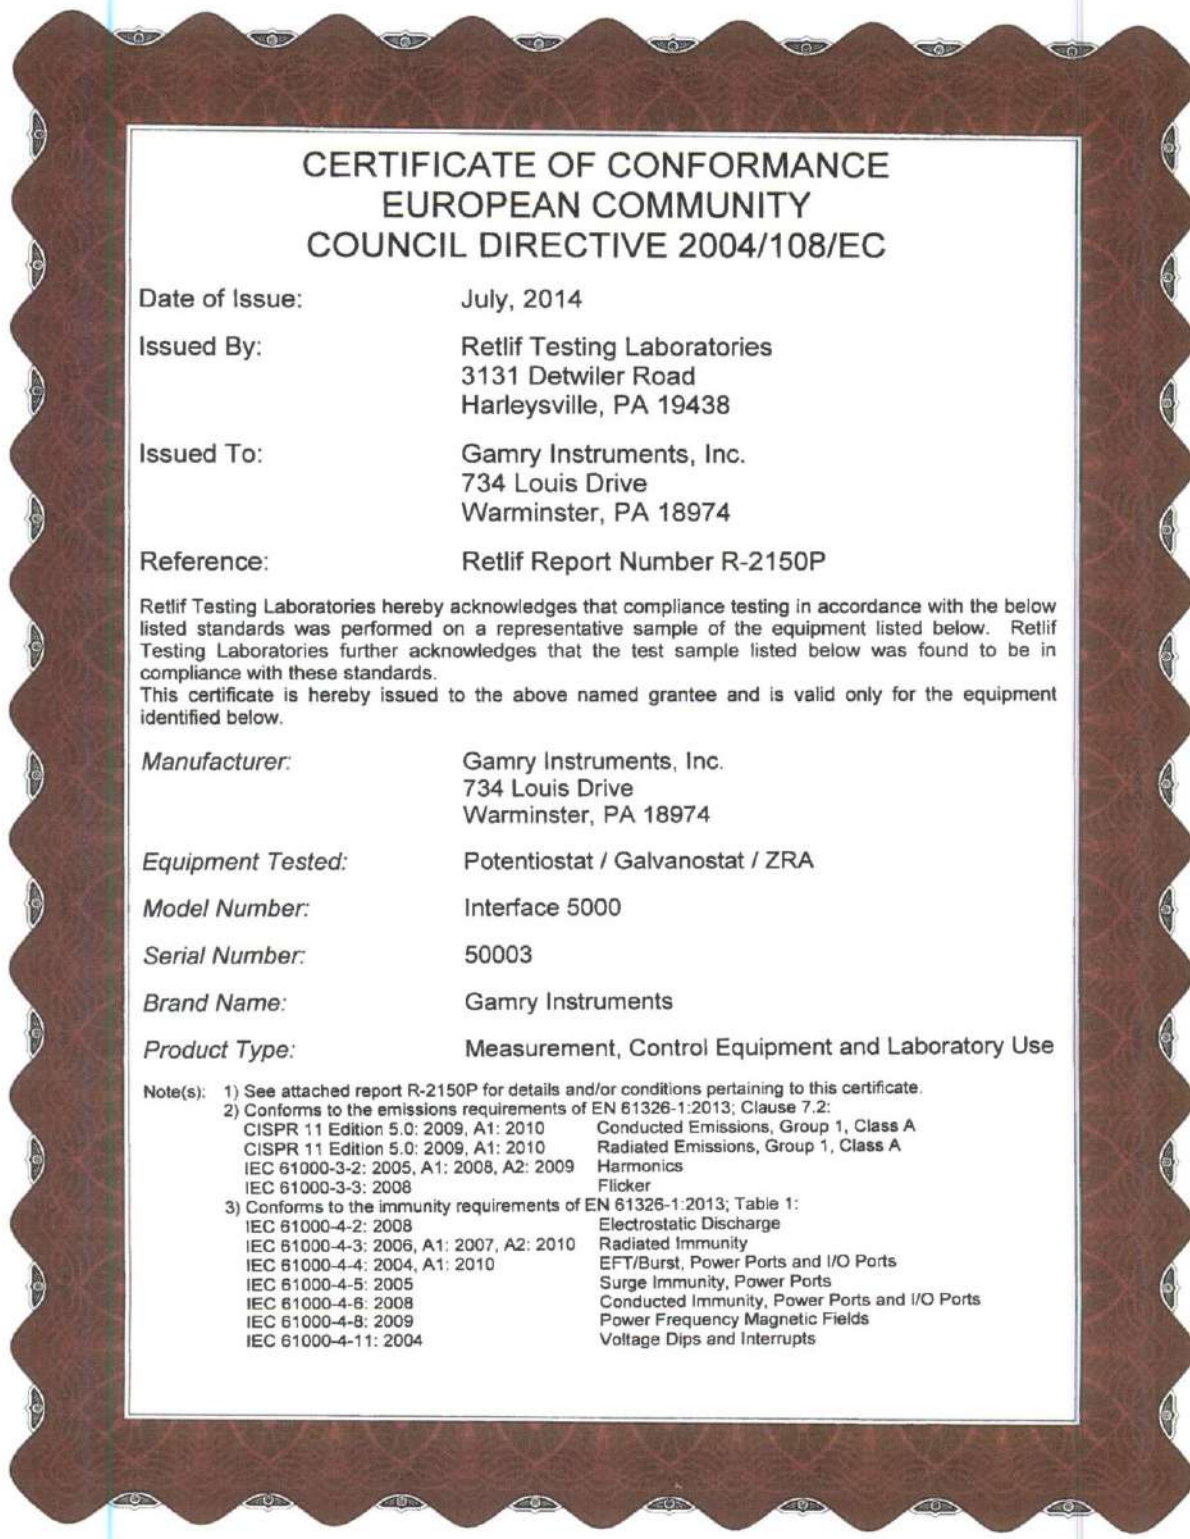 CERTIFICATE OF CONFORMANCE
EUROPEAN COMMUNITY
COUNCIL DIRECTIVE 2004/108/EC
Date of Issue: July, 2014
Issued By: Retlif Testing Laboratories
3131 Detwiler Road
Harleysville, PA 19438
Issued To: Gamry Instruments, Inc.
734 Louis Drive
Warminster, PA 18974
Reference: Retlif Report Number R-2150P
Retlif Testing Laboratories hereby acknowledges that compliance testing in accordance with the below
listed standards was performed on a representative sample of the equipment listed below. Retlif
Testing Laboratories further acknowledges that the test sample listed below was found to be in
compliance with these standards.
This certificate is hereby issued to the above named grantee and is valid only for the equipment
identified below.
Manufacturer: Gamry Instruments, Inc.
734 Louis Drive
Warminster, PA 18974
Equipment Tested: Potentiostat / Galvanostat / ZRA
Model Number: Interface 5000
Serial Number: 50003
Brand Name: Gamry Instruments
Product Type: Measurement, Control Equipment and Laboratory Use
Note(s): 1) See attached report R-2150P for details and/or conditions pertaining to this certificate.
2) Conforms to the emissions requirements of EN 61326-1:2013; Clause 7.2:
CISPR 11 Edition 5.0: 2009, A1: 2010 Conducted Emissions, Group 1, Class A
CISPR 11 Edition 5.0: 2009, A1: 2010 Radiated Emissions, Group 1, Class A
IEC 61000-3-2: 2005, A1: 2008, A2: 2009 Harmonics
IEC 61000-3-3: 2008 Flicker
3) Conforms to the immunity requirements of EN 61326-1:2013; Table 1:
IEC 61000-4-2: 2008 Electrostatic Discharge
IEC 61000-4-3: 2006, A1: 2007, A2: 2010 Radiated Immunity
IEC 61000-4-4: 2004, A1: 2010 EFT/Burst, Power Ports and I/O Ports
IEC 61000-4-5: 2005 Surge Immunity, Power Ports
IEC 61000-4-6: 2008 Conducted Immunity, Power Ports and I/O Ports
IEC 61000-4-8: 2009 Power Frequency Magnetic Fields
IEC 61000-4-11: 2004 Voltage Dips and Interrupts